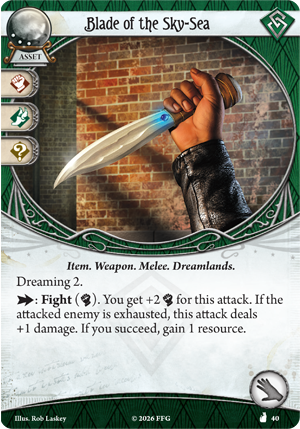 Blade of the Sky-Sea
ASSET
Item. Weapon. Melee. Dreamlands.
Dreaming 2.
: Fight (). You get +2 for this attack. If the
attacked enemy is exhausted, this attack deals
+1 damage. If you succeed, gain 1 resource.
Illus. Rob Laskey
© 2026 FFG
40